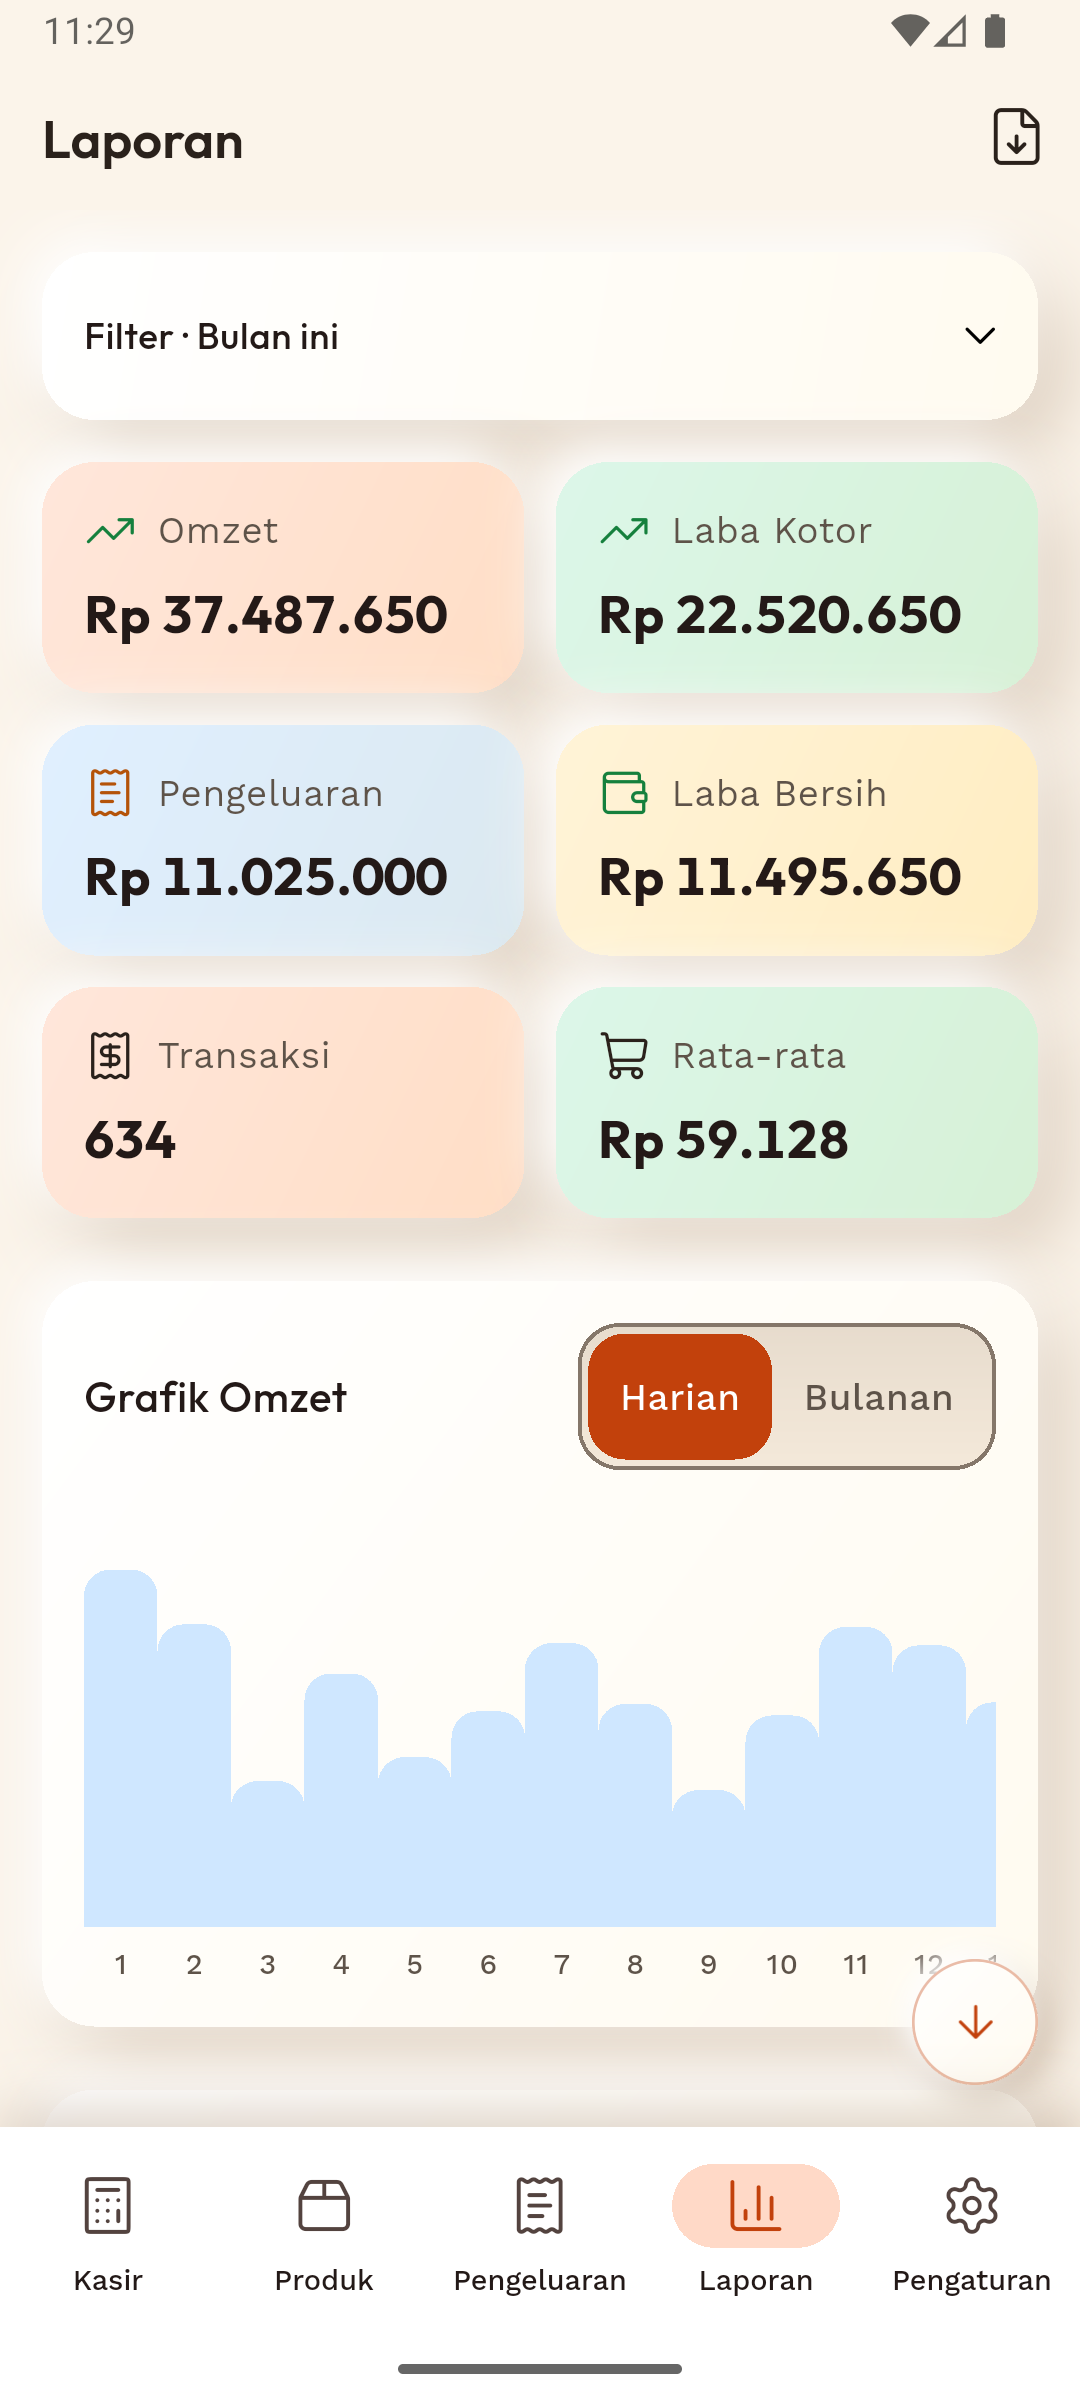 11:29
Laporan
Filter · Bulan ini
Omzet
Rp 37.487.650
Laba Kotor
Rp 22.520.650
Pengeluaran
Rp 11.025.000
Laba Bersih
Rp 11.495.650
Transaksi
634
Rata-rata
Rp 59.128
Grafik Omzet
Harian
Bulanan
1 2 3 4 5 6 7 8 9 10 11 12
Kasir
Produk
Pengeluaran
Laporan
Pengaturan